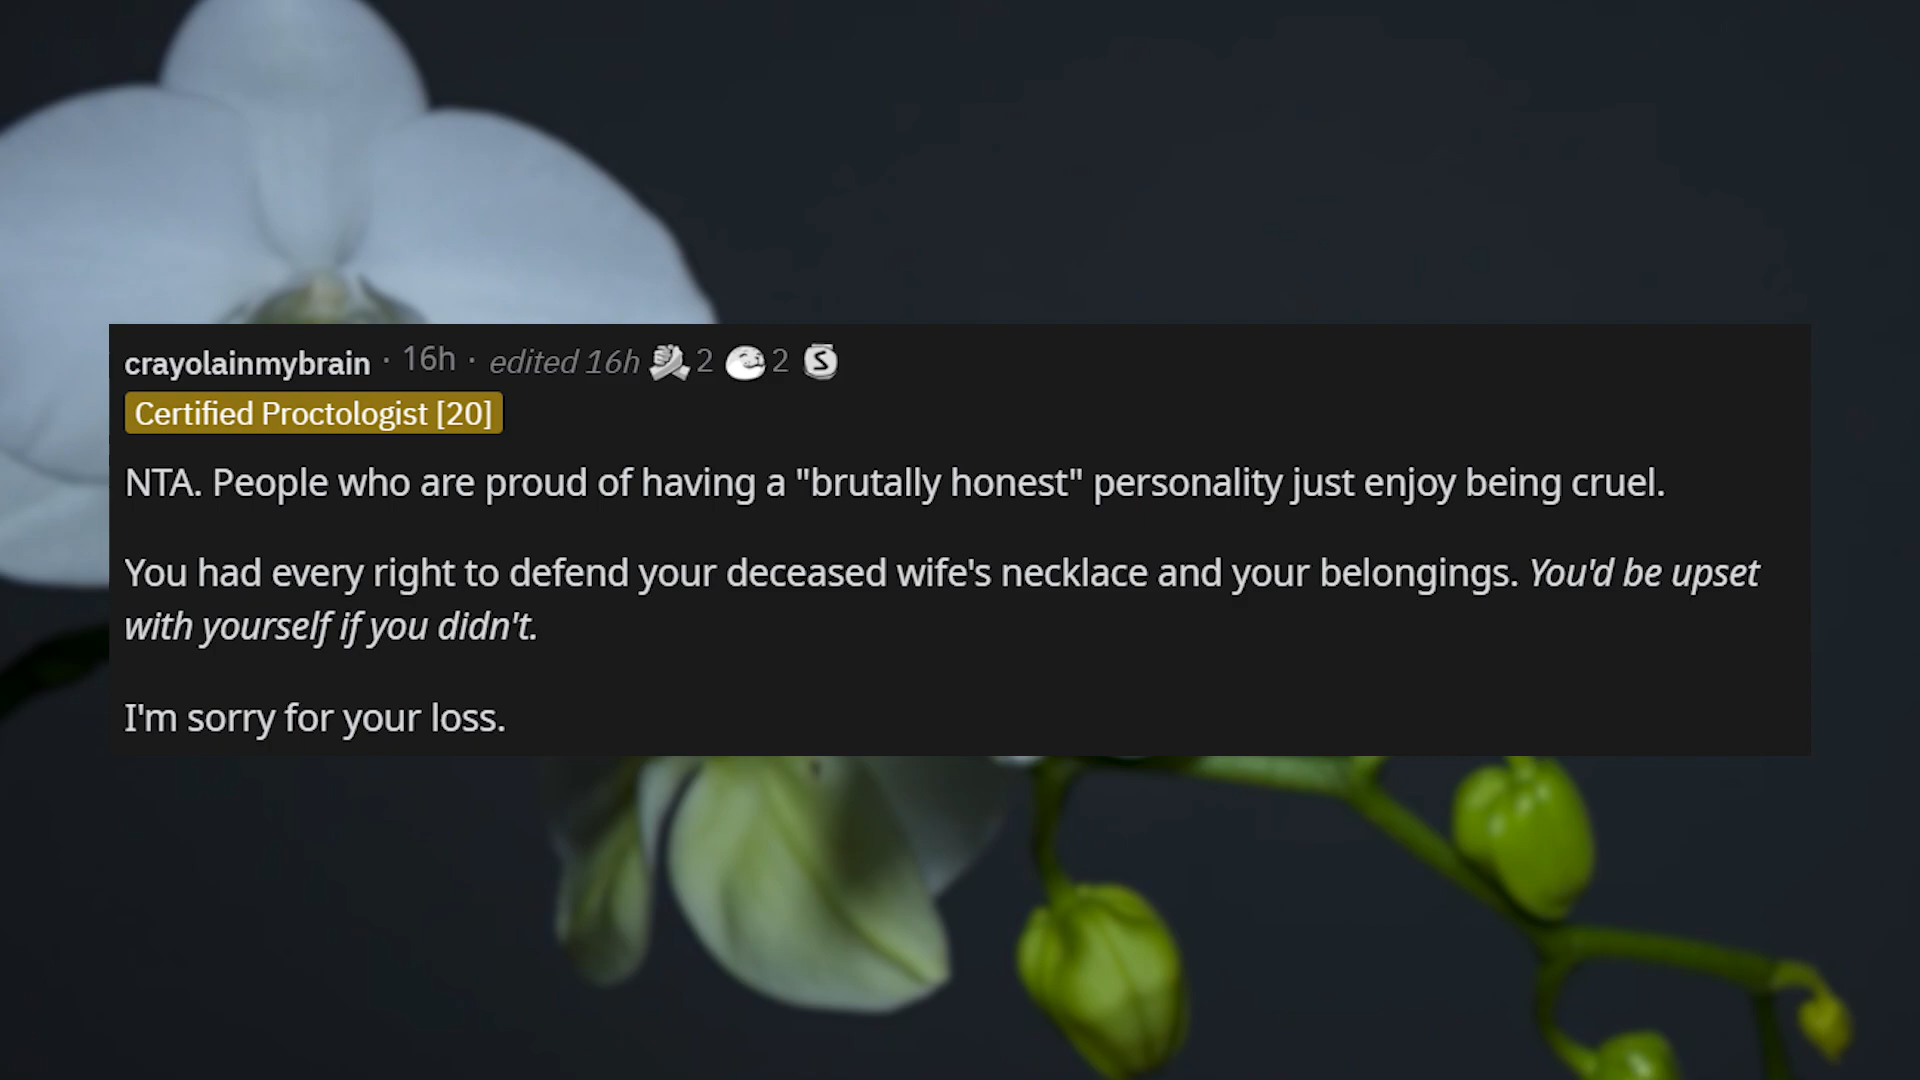 crayolainmybrain · 16h · edited 16h 2 2 S
Certified Proctologist [20]
NTA. People who are proud of having a "brutally honest" personality just enjoy being cruel.
You had every right to defend your deceased wife's necklace and your belongings. You'd be upset
with yourself if you didn't.
I'm sorry for your loss.